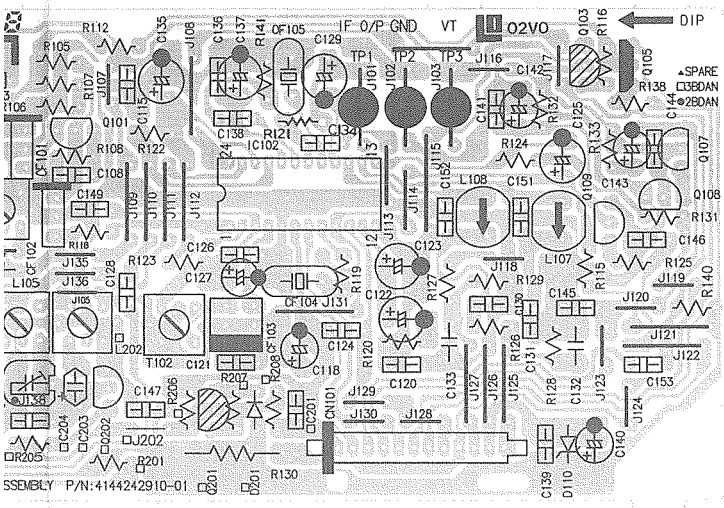 IF O/P GND VT 02V0
DIP
▲SPARE
□3BDAN
●2BDAN
R112
C135
J108
C136
C137
R141
CF105
C129
TP1
TP2
TP3
J101
J102
J103
J116
C142
J117
Q103
R116
Q105
R138
C144
R105
R107
J107
R106
C115
Q101
R122
R108
C108
CF101
C138
R121
IC102
C134
24
13
12
J115
C141
R132
C125
R133
Q107
R124
C152
L108
C151
Q109
C143
Q108
R131
C146
C149
J109
J110
J111
J112
J113
J114
C123
CF102
R118
J135
J136
L105
J105
C128
R123
C126
C127
CF104
J131
R119
C122
R127
J118
R129
C130
L107
R115
C145
R125
J119
R140
J120
J121
J122
C153
L202
T102
C121
CF103
R207
R208
C118
C124
R120
C120
C133
J127
J126
J125
R126
C131
R128
C132
J123
J124
J138
C204
C203
Q202
C147
R206
J202
R201
R205
C201
CN101
J129
J130
J128
R130
Q201
D201
C139
D110
C140
SSEMBLY P/N:4144242910-01